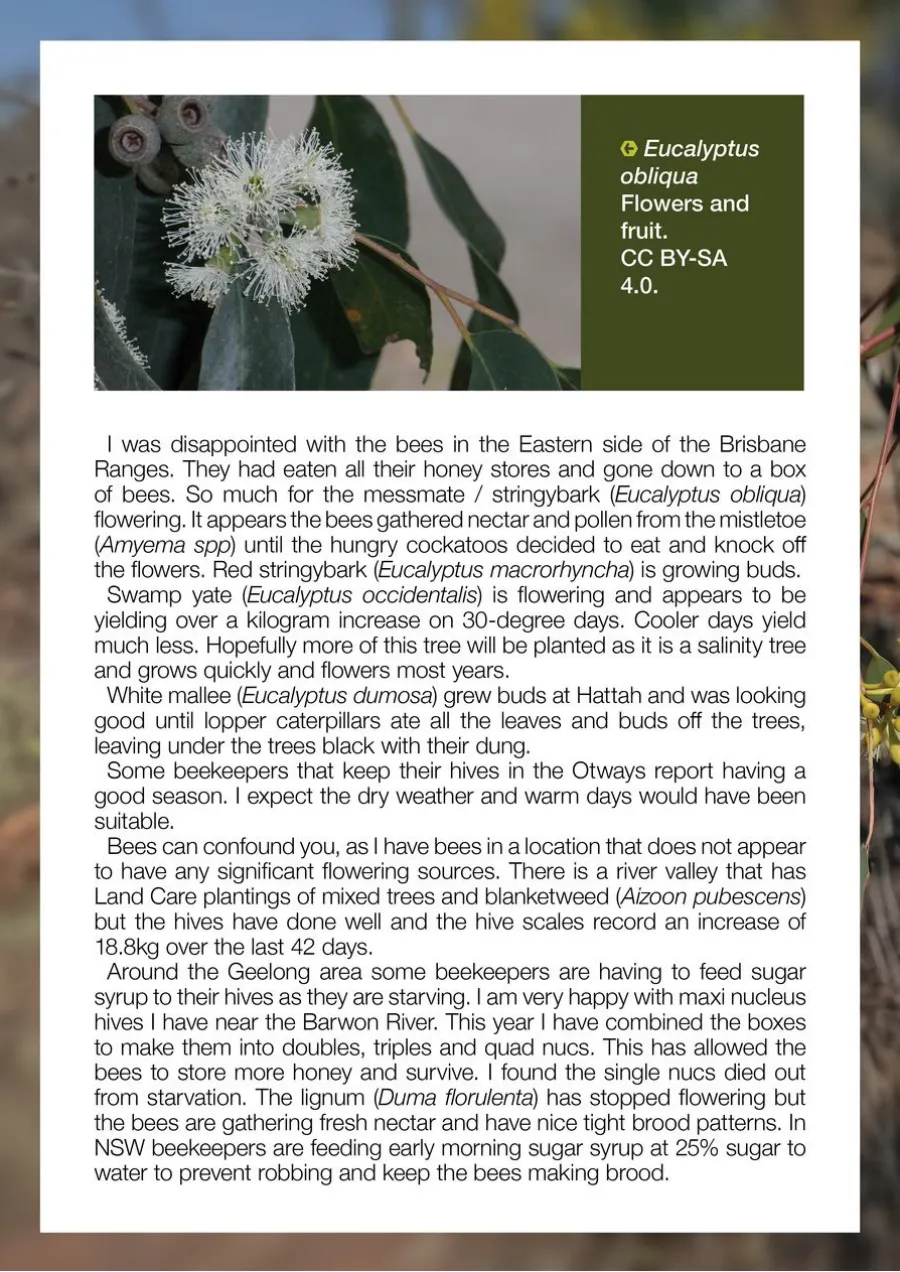 Eucalyptus
obliqua
Flowers and
fruit.
CC BY-SA
4.0.
I was disappointed with the bees in the Eastern side of the Brisbane
Ranges. They had eaten all their honey stores and gone down to a box
of bees. So much for the messmate / stringybark (Eucalyptus obliqua)
flowering. It appears the bees gathered nectar and pollen from the mistletoe
(Amyema spp) until the hungry cockatoos decided to eat and knock off
the flowers. Red stringybark (Eucalyptus macrorhyncha) is growing buds.
Swamp yate (Eucalyptus occidentalis) is flowering and appears to be
yielding over a kilogram increase on 30-degree days. Cooler days yield
much less. Hopefully more of this tree will be planted as it is a salinity tree
and grows quickly and flowers most years.
White mallee (Eucalyptus dumosa) grew buds at Hattah and was looking
good until lopper caterpillars ate all the leaves and buds off the trees,
leaving under the trees black with their dung.
Some beekeepers that keep their hives in the Otways report having a
good season. I expect the dry weather and warm days would have been
suitable.
Bees can confound you, as I have bees in a location that does not appear
to have any significant flowering sources. There is a river valley that has
Land Care plantings of mixed trees and blanketweed (Aizoon pubescens)
but the hives have done well and the hive scales record an increase of
18.8kg over the last 42 days.
Around the Geelong area some beekeepers are having to feed sugar
syrup to their hives as they are starving. I am very happy with maxi nucleus
hives I have near the Barwon River. This year I have combined the boxes
to make them into doubles, triples and quad nucs. This has allowed the
bees to store more honey and survive. I found the single nucs died out
from starvation. The lignum (Duma florulenta) has stopped flowering but
the bees are gathering fresh nectar and have nice tight brood patterns. In
NSW beekeepers are feeding early morning sugar syrup at 25% sugar to
water to prevent robbing and keep the bees making brood.